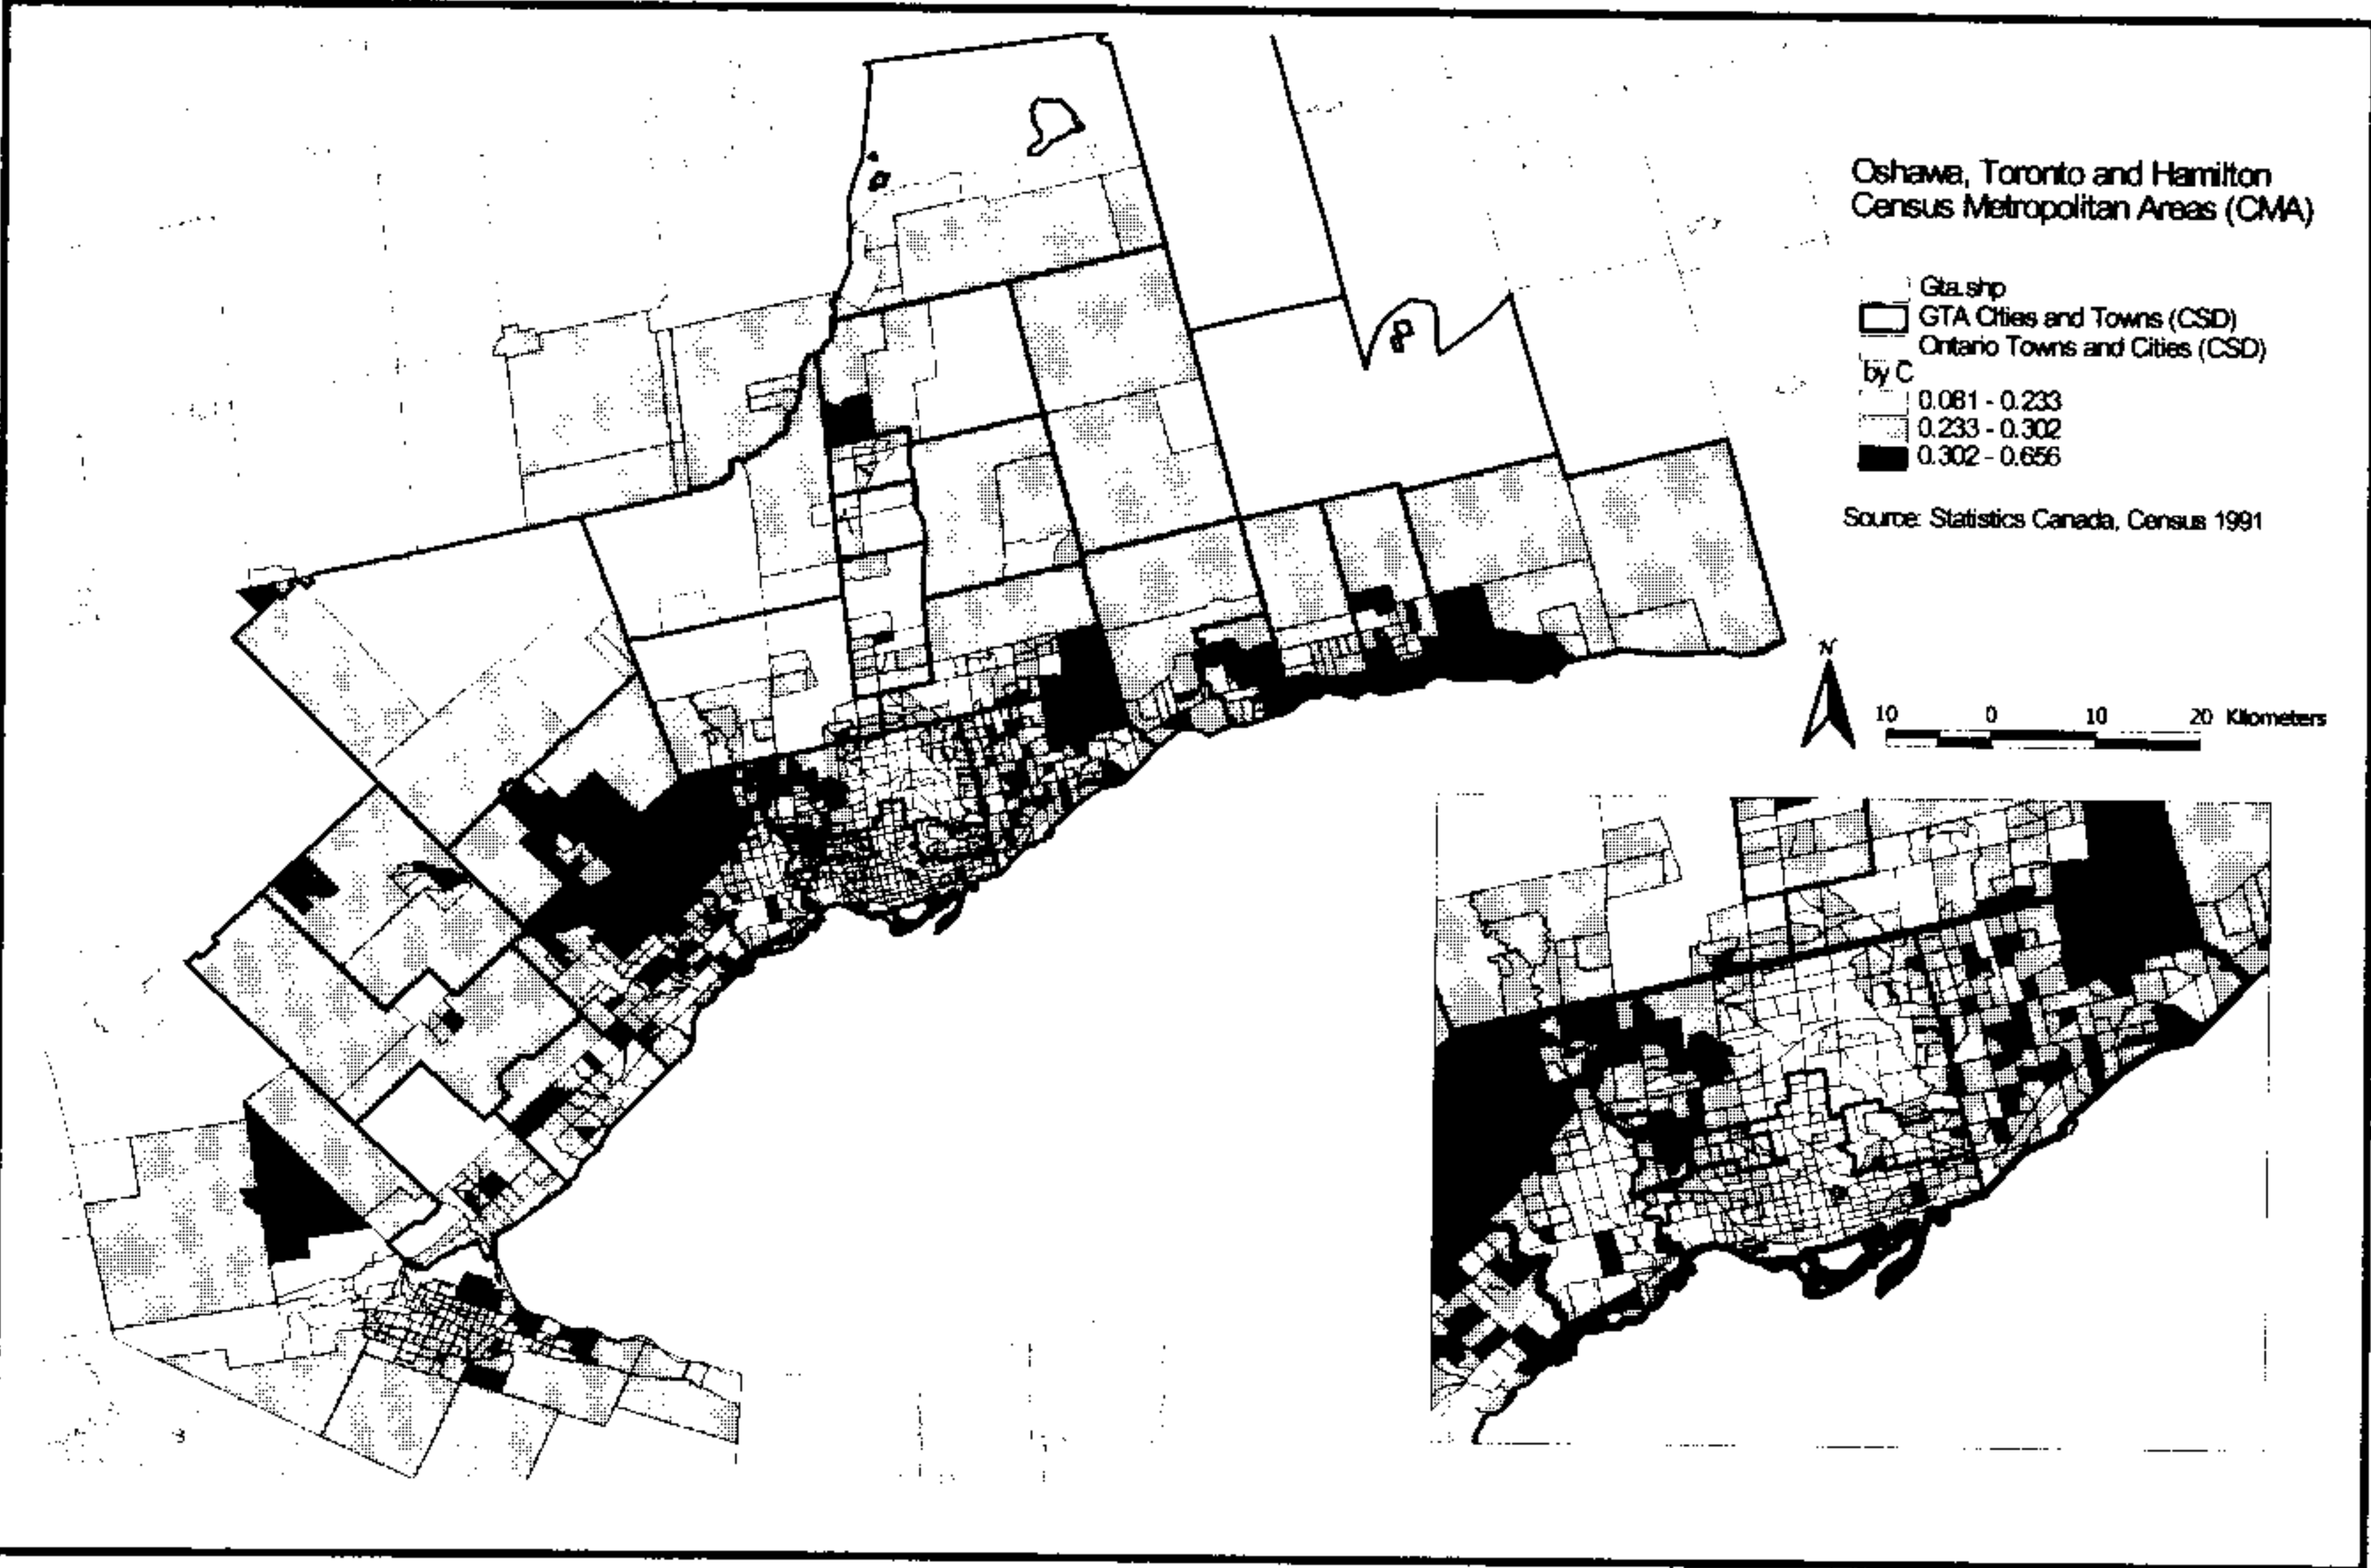 Oshawa, Toronto and Hamilton
Census Metropolitan Areas (CMA)
Gta.shp
GTA Cities and Towns (CSD)
Ontario Towns and Cities (CSD)
by C
0.081 - 0.233
0.233 - 0.302
0.302 - 0.656
Source: Statistics Canada, Census 1991
N
10 0 10 20 Kilometers